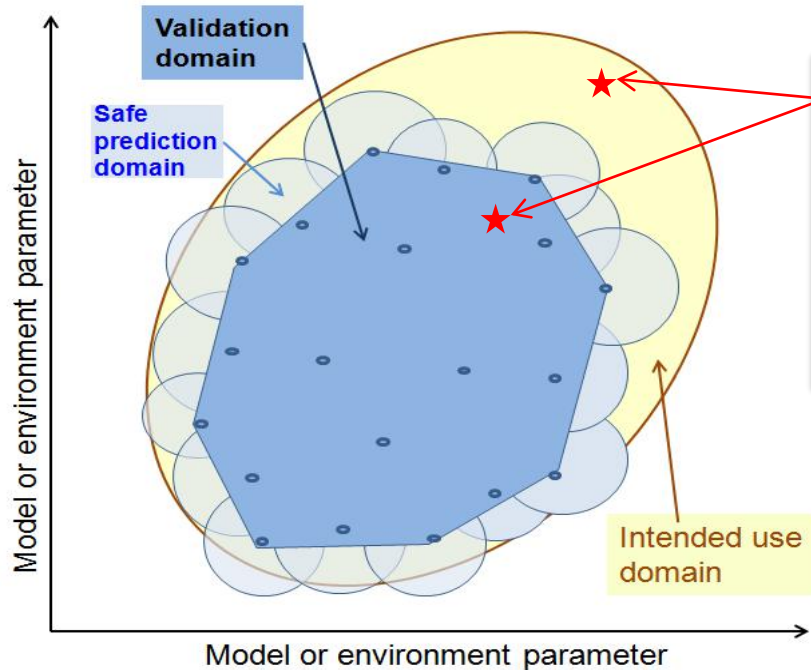 Validation
domain
Safe
prediction
domain
Model or environment parameter
Intended use
domain
Model or environment parameter